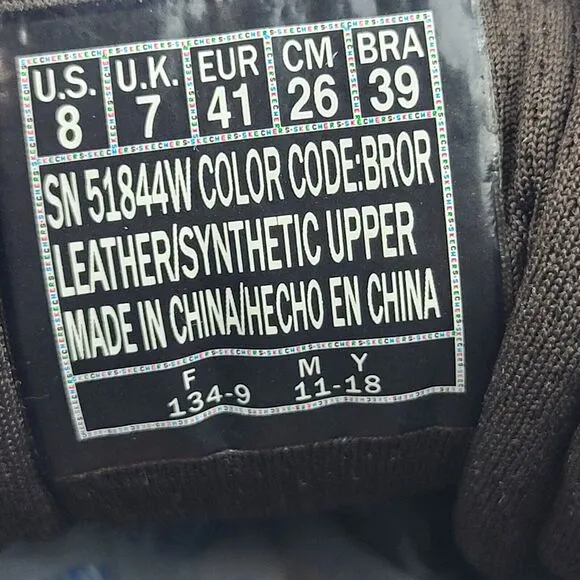 U.S. U.K. EUR CM BRA
8 7 41 26 39
SN 51844W COLOR CODE:BROR
LEATHER/SYNTHETIC UPPER
MADE IN CHINA/HECHO EN CHINA
F M Y
134-9 11-18